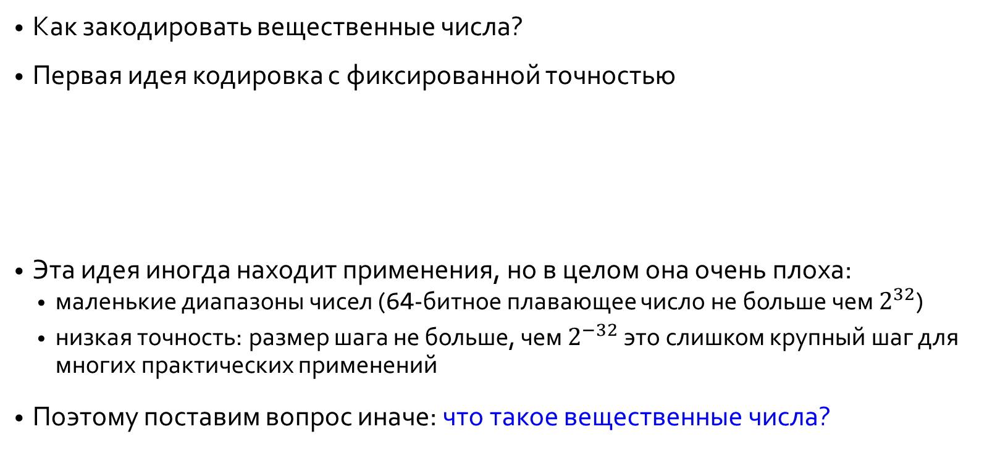 • Как закодировать вещественные числа?
• Первая идея кодировка с фиксированной точностью
• Эта идея иногда находит применения, но в целом она очень плоха:
• маленькие диапазоны чисел (64-битное плавающее число не больше чем 2³²)
• низкая точность: размер шага не больше, чем 2⁻³² это слишком крупный шаг для
многих практических применений
• Поэтому поставим вопрос иначе: что такое вещественные числа?